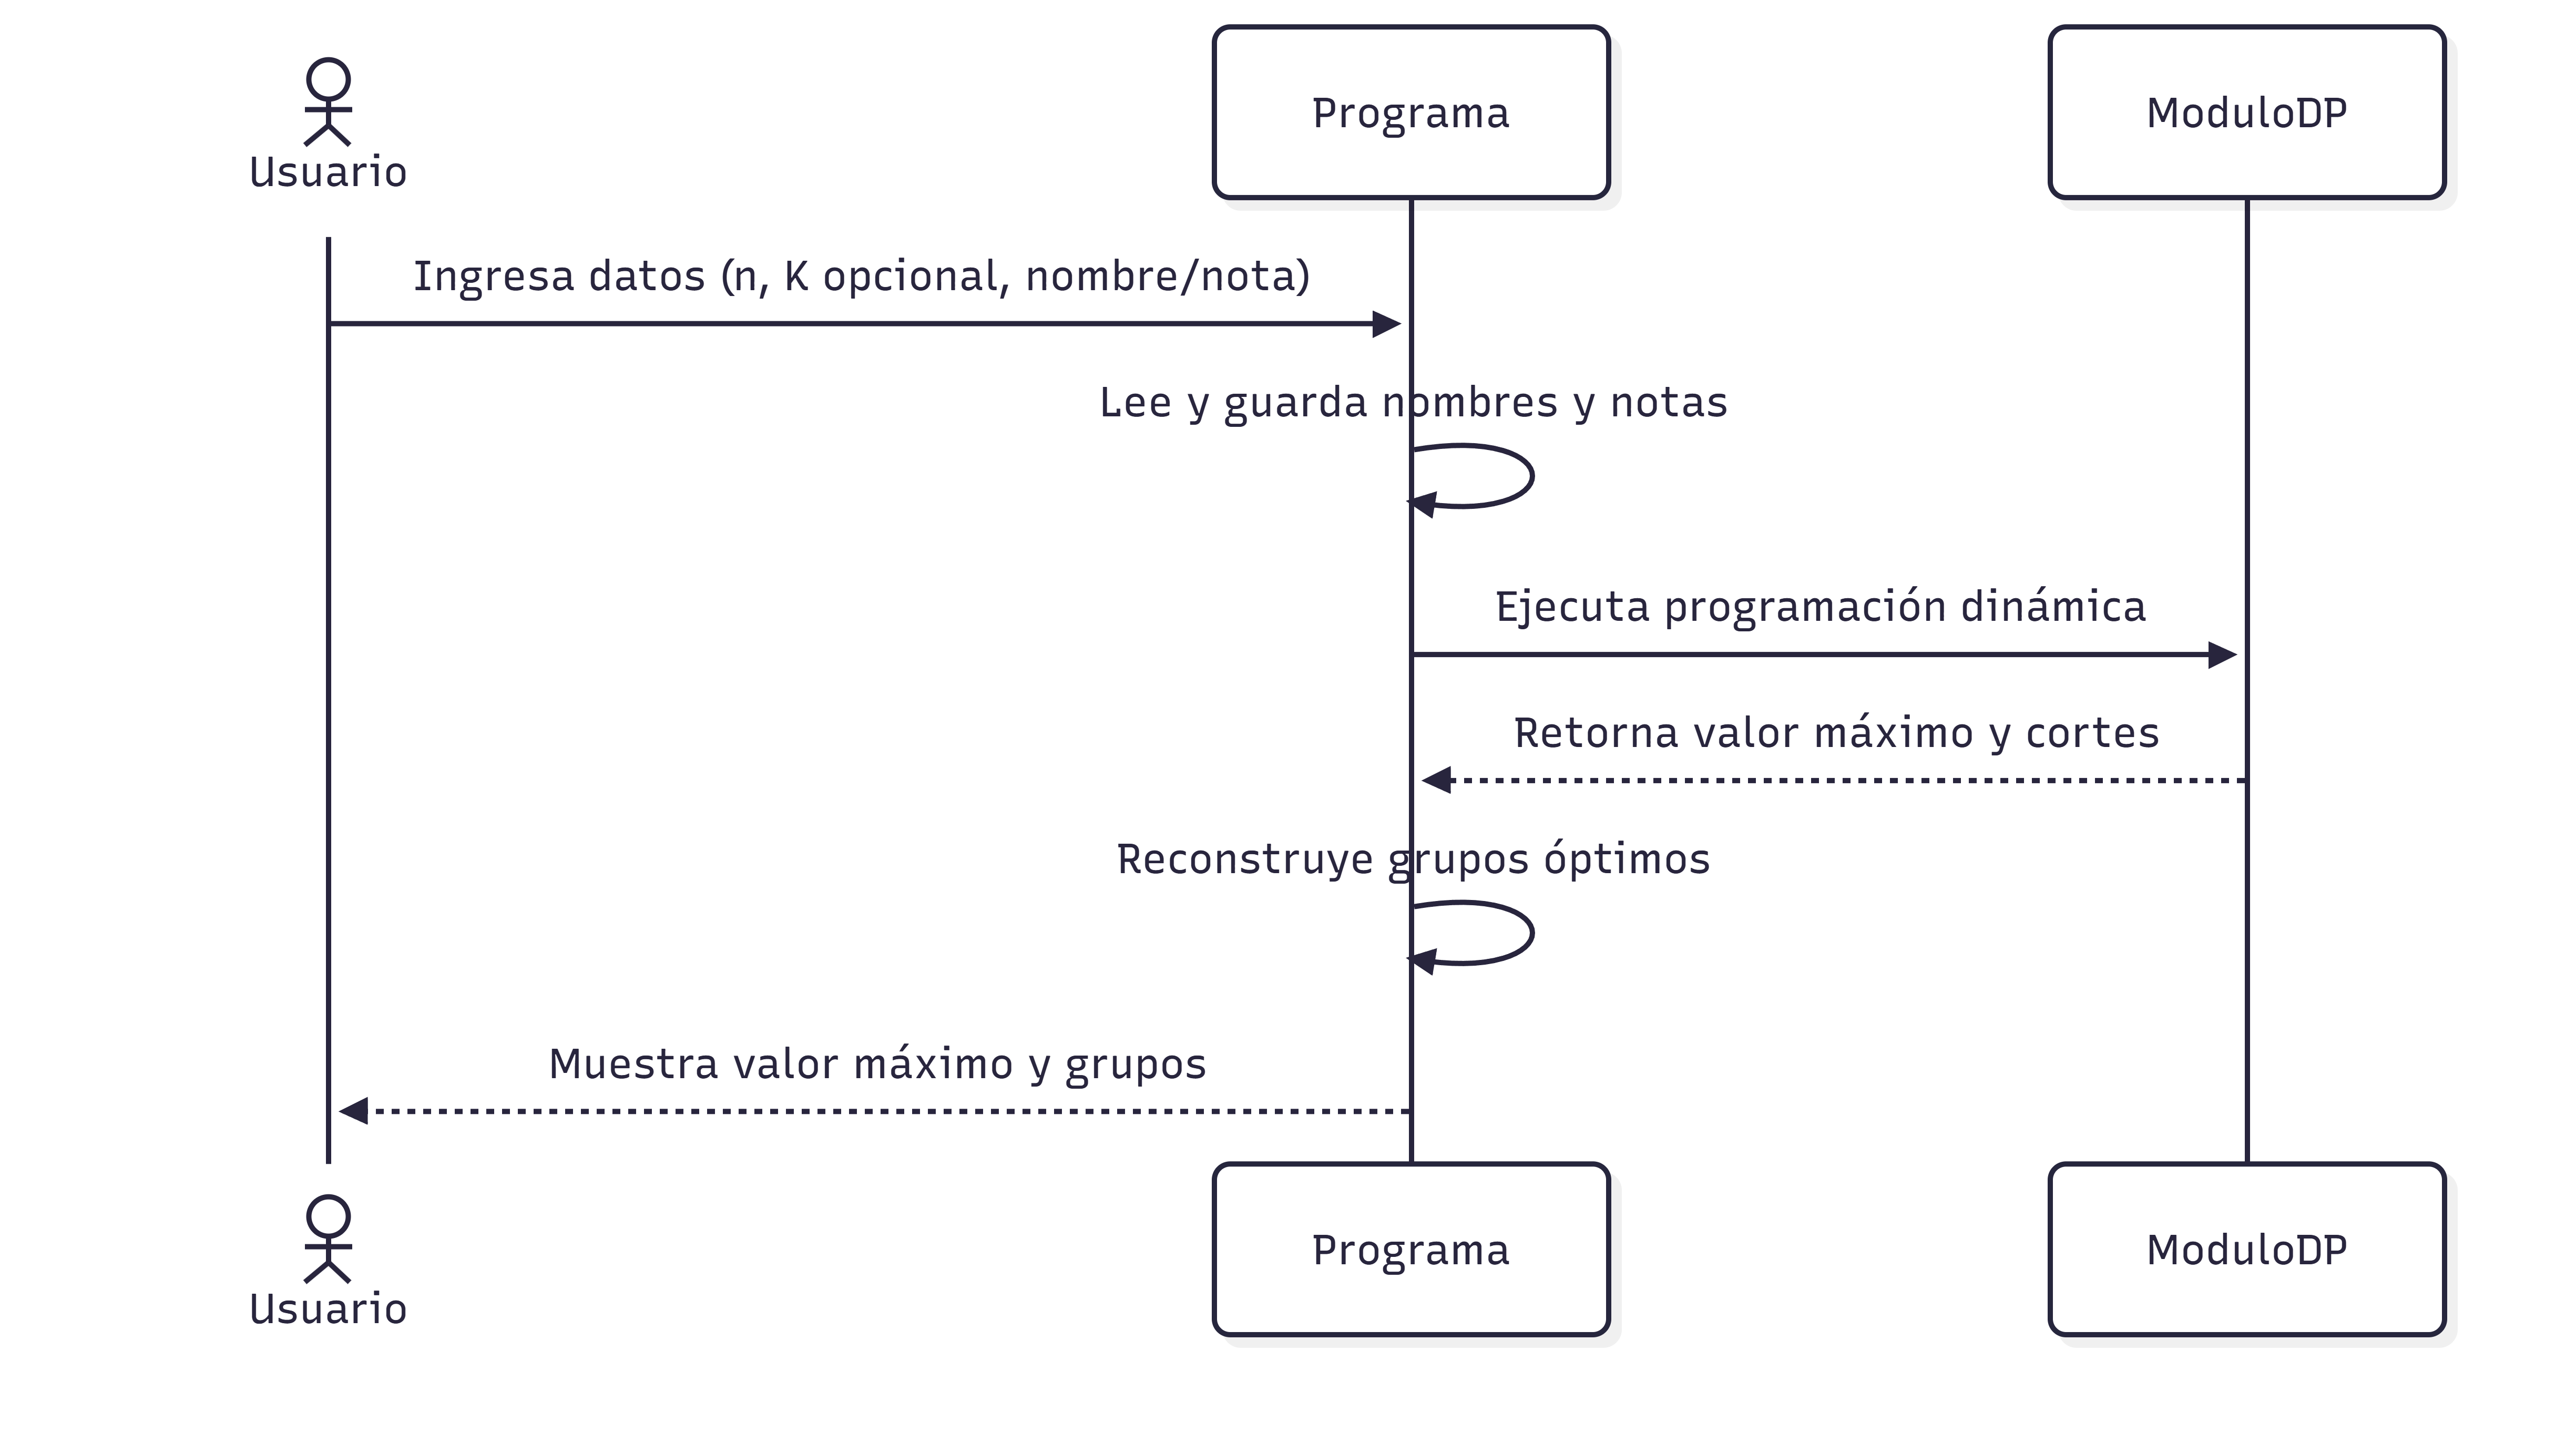 Usuario
Programa
ModuloDP
Ingresa datos (n, K opcional, nombre/nota)
Lee y guarda nombres y notas
Ejecuta programación dinámica
Retorna valor máximo y cortes
Reconstruye grupos óptimos
Muestra valor máximo y grupos
Usuario
Programa
ModuloDP